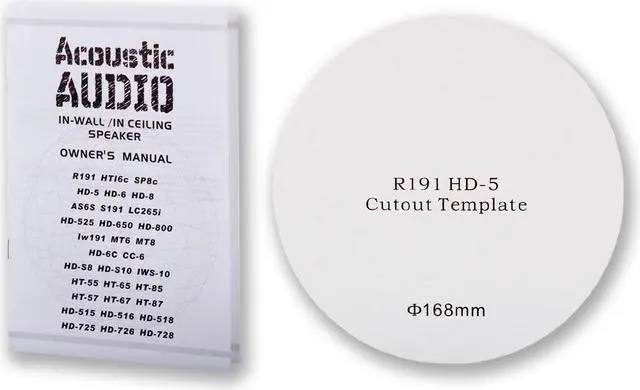 Acoustic
AUDIO
IN-WALL /IN CEILING
SPEAKER
OWNER'S MANUAL
R191 HTI6c SP8c
HD-5 HD-6 HD-8
AS6S S191 LC265i
HD-525 HD-650 HD-800
Iw191 MT6 MT8
HD-6C CC-6
HD-S8 HD-S10 IWS-10
HT-55 HT-65 HT-85
HT-57 HT-67 HT-87
HD-515 HD-516 HD-518
HD-725 HD-726 HD-728
R191 HD-5
Cutout Template
Φ168mm